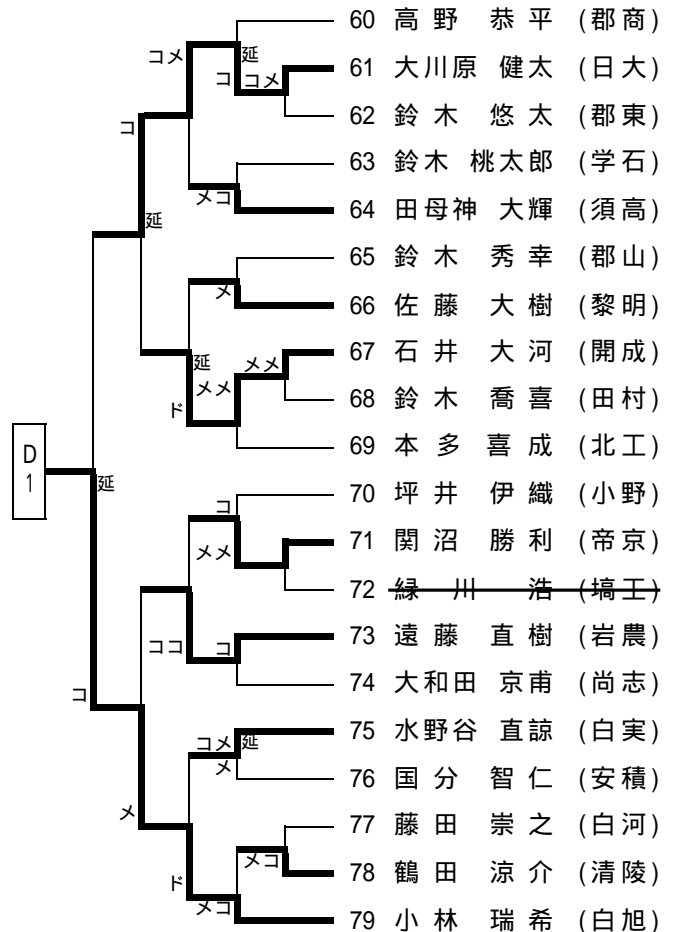 60 高野 恭平 (郡商)
延
コメ
コ コメ
61 大川原 健太 (日大)
62 鈴木 悠太 (郡東)
コ
63 鈴木 桃太郎 (学石)
メコ
64 田母神 大輝 (須高)
延
65 鈴木 秀幸 (郡山)
メ
66 佐藤 大樹 (黎明)
67 石井 大河 (開成)
延 メメ
メメ
68 鈴木 喬喜 (田村)
ド
69 本多 喜成 (北工)
D1
延
70 坪井 伊織 (小野)
コ
71 関沼 勝利 (帝京)
メメ
72 緑川 浩 (塙工)
73 遠藤 直樹 (岩農)
ココ コ
74 大和田 京甫 (尚志)
コ
75 水野谷 直諒 (白実)
コメ 延
メ
76 国分 智仁 (安積)
メ
77 藤田 崇之 (白河)
メコ
78 鶴田 涼介 (清陵)
ド
メコ
79 小林 瑞希 (白旭)